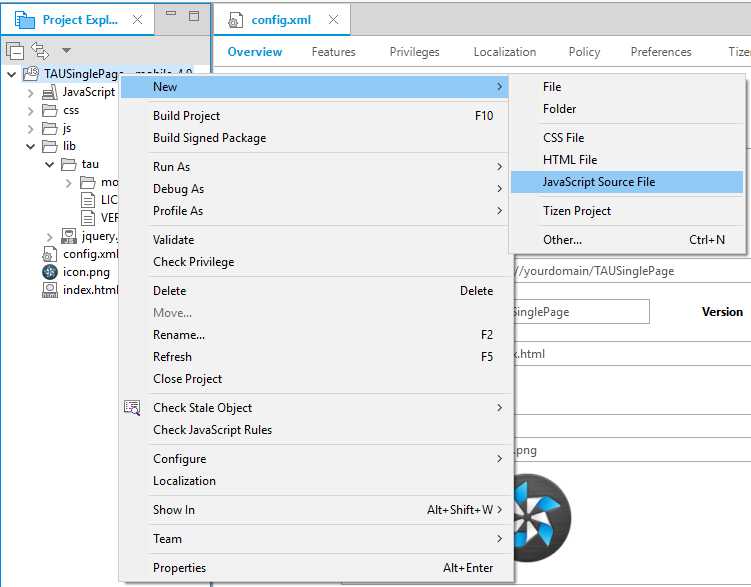 Project Expl...
config.xml
Overview Features Privileges Localization Policy Preferences Tizen
TAUSinglePage - mobile-4.0
JavaScript
css
js
lib
tau
mo
LIC
VER
jquery.
config.xml
icon.png
index.html
New
Build Project F10
Build Signed Package
Run As
Debug As
Profile As
Validate
Check Privilege
Delete Delete
Move...
Rename... F2
Refresh F5
Close Project
Check Stale Object
Check JavaScript Rules
Configure
Localization
Show In Alt+Shift+W
Team
Properties Alt+Enter
File
Folder
CSS File
HTML File
JavaScript Source File
Tizen Project
Other... Ctrl+N
//yourdomain/TAUSinglePage
SinglePage Version
x.html
.png